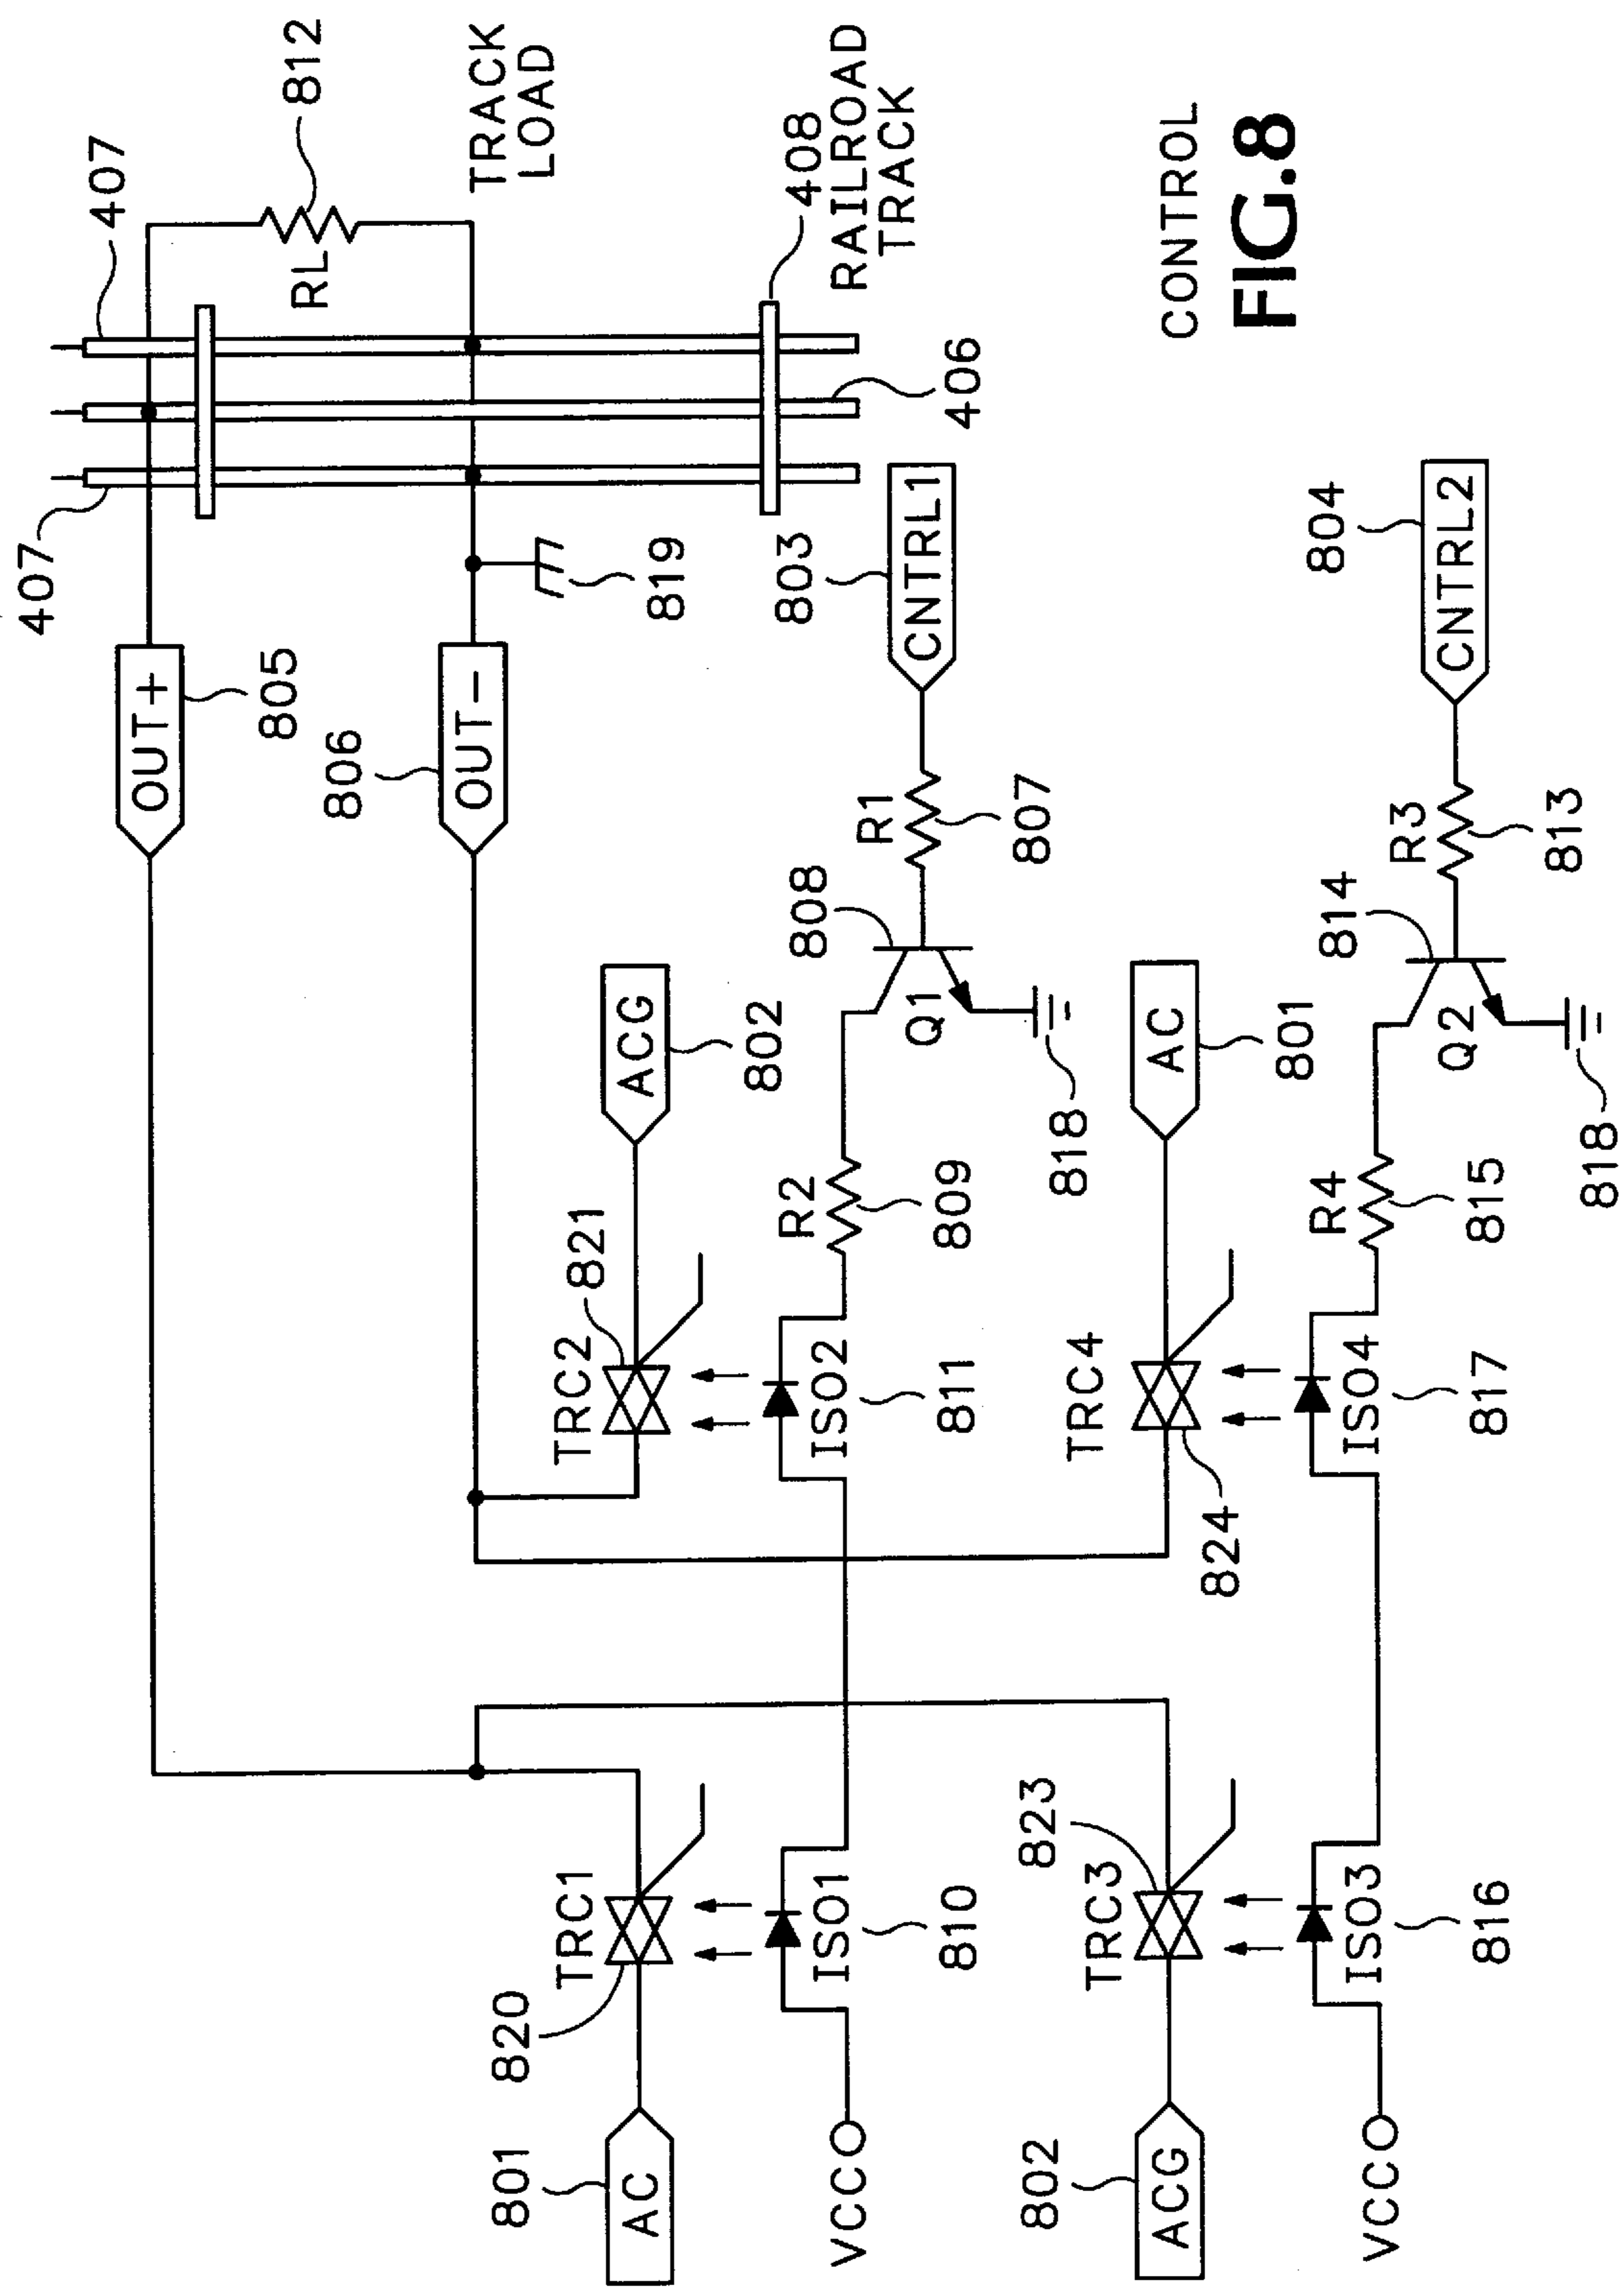 407
407
812
RL
TRACK
LOAD
OUT+
805
806
OUT-
819
408
RAILROAD
TRACK
406
803
CNTRL1
R1
807
808
Q1
818
ACG
802
821
TRC2
R2
809
ISO2
811
820
TRC1
801
AC
ISO1
810
VCC
CONTROL
FIG.8
804
CNTRL2
R3
813
814
Q2
818
AC
801
TRC4
824
R4
815
ISO4
817
823
TRC3
802
ACG
ISO3
816
VCC